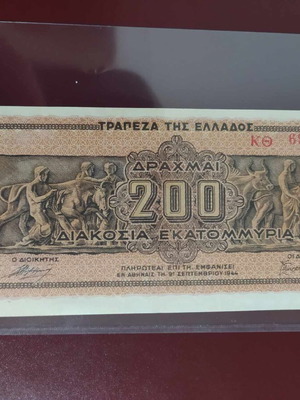 ΤΡΑΠΕΖΑ ΤΗΣ ΕΛΛΑΔΟΣ
ΚΘ
ΔΡΑΧΜΑΙ
200
ΔΙΑΚΟΣΙΑ ΕΚΑΤΟΜΜΥΡΙΑ
Ο ΔΙΟΙΚΗΤΗΣ
ΠΛΗΡΩΤΕΑΙ ΕΠΙ ΤΗ ΕΜΦΑΝΙΣΕΙ
ΕΝ ΑΘΗΝΑΙΣ ΤΗ 9Η ΣΕΠΤΕΜΒΡΙΟΥ 1944